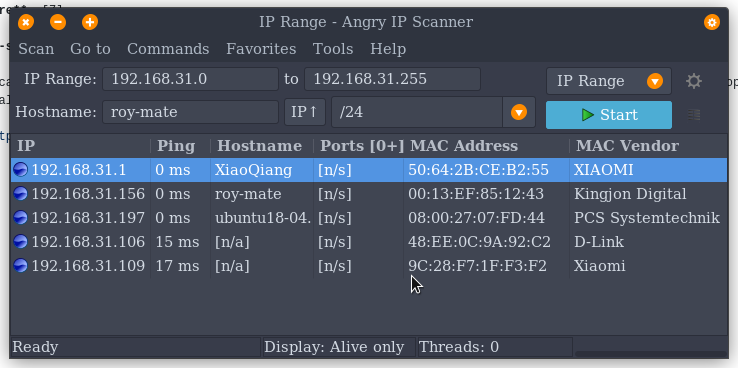 IP Range - Angry IP Scanner
Scan Go to Commands Favorites Tools Help
IP Range: 192.168.31.0 to 192.168.31.255 IP Range
Hostname: roy-mate IP↑ /24 Start
IP Ping Hostname Ports [0+] MAC Address MAC Vendor
192.168.31.1 0 ms XiaoQiang [n/s] 50:64:2B:CE:B2:55 XIAOMI
192.168.31.156 0 ms roy-mate [n/s] 00:13:EF:85:12:43 Kingjon Digital
192.168.31.197 0 ms ubuntu18-04. [n/s] 08:00:27:07:FD:44 PCS Systemtechnik
192.168.31.106 15 ms [n/a] [n/s] 48:EE:0C:9A:92:C2 D-Link
192.168.31.109 17 ms [n/a] [n/s] 9C:28:F7:1F:F3:F2 Xiaomi
Ready Display: Alive only Threads: 0